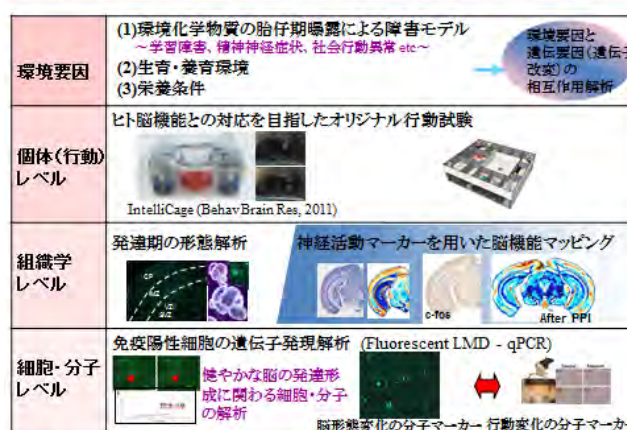 環境要因
(1)環境化学物質の胎仔期曝露による障害モデル
～学習障害、精神神経症状、社会行動異常 etc～
(2)生育・養育環境
(3)栄養条件
環境要因と
遺伝要因(遺伝子
改変)の
相互作用解析
個体(行動)
レベル
ヒト脳機能との対応を目指したオリジナル行動試験
IntelliCage (BehavBrain Res, 2011)
組織学
レベル
発達期の形態解析
CP
SVZ
VZ
神経活動マーカーを用いた脳機能マッピング
c-fos
After PPI
細胞・分子
レベル
免疫陽性細胞の遺伝子発現解析 (Fluorescent LMD - qPCR)
健やかな脳の発達形
成に関わる細胞・分子
の解析
脳形態変化の分子マーカー
行動変化の分子マーカー